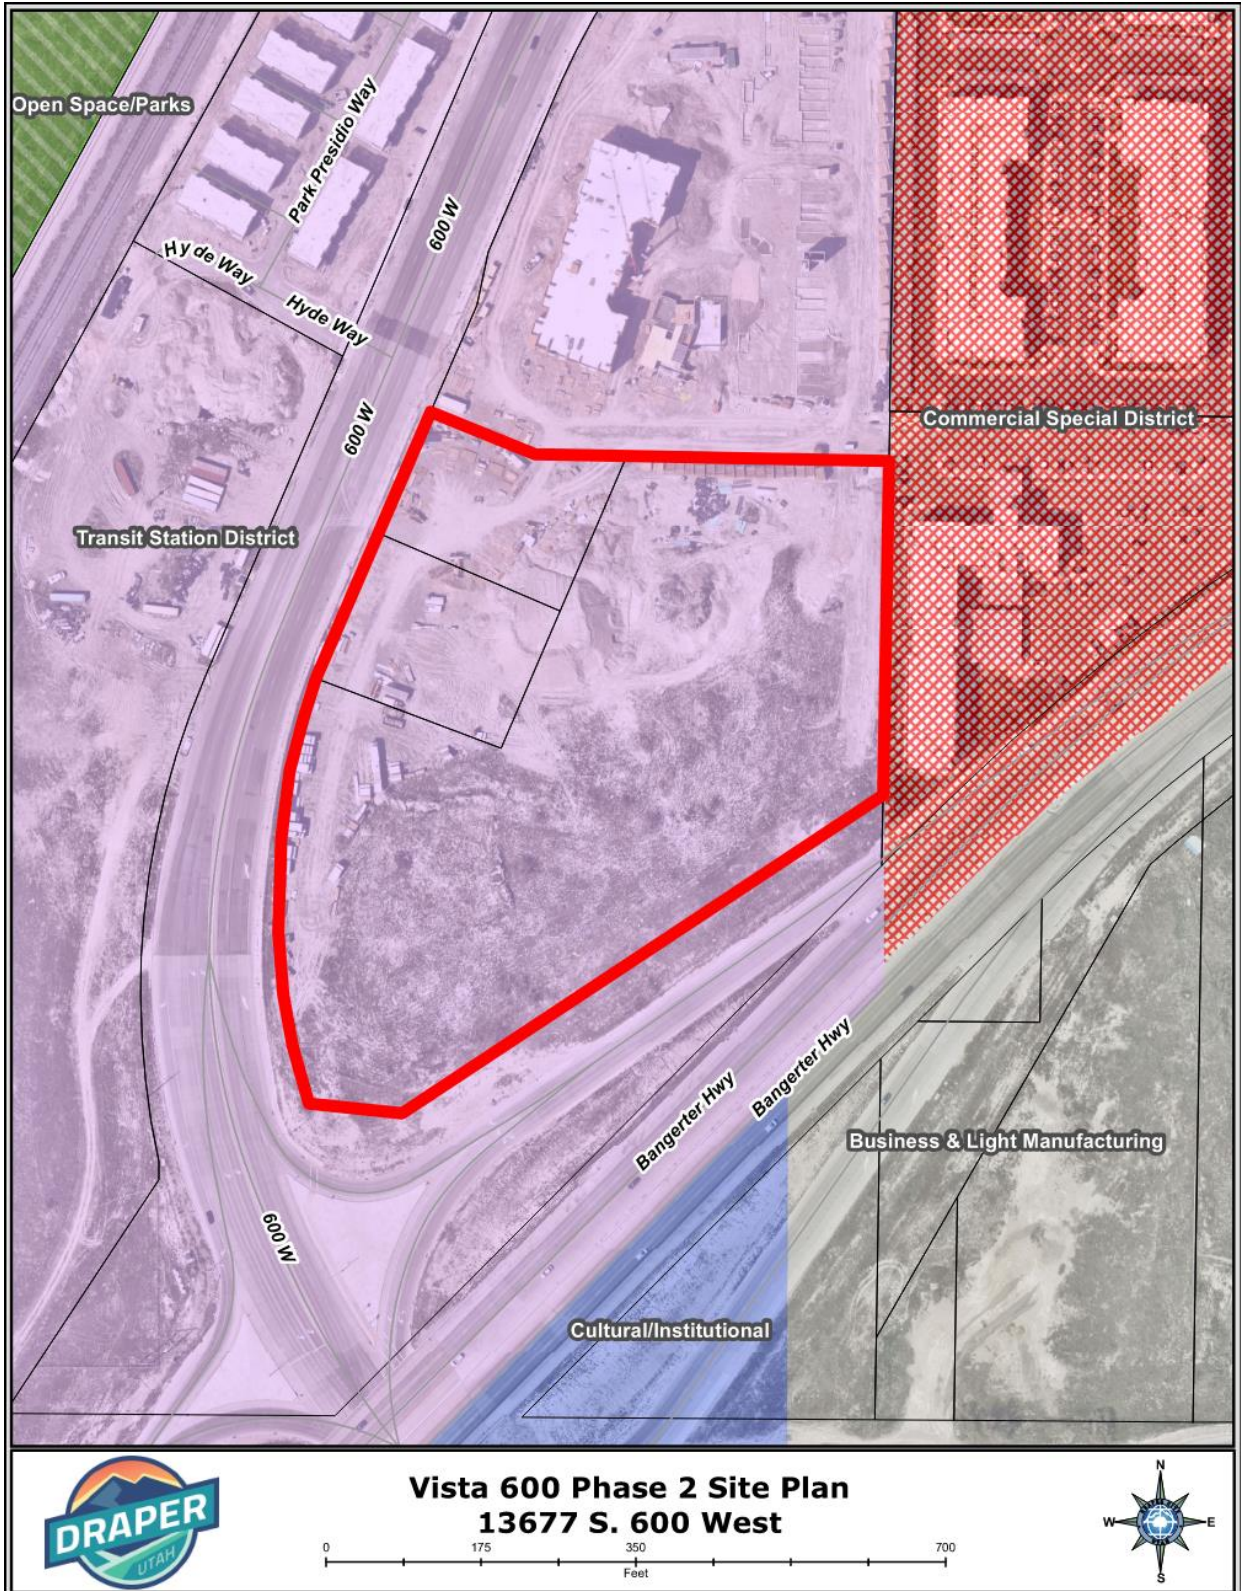 Open Space/Parks
Park Presidio Way
600 W
Hyde Way
Hyde Way
600 W
Commercial Special District
Transit Station District
Bangerter Hwy
Bangerter Hwy
Business & Light Manufacturing
600 W
Cultural/Institutional
DRAPER
UTAH
Vista 600 Phase 2 Site Plan
13677 S. 600 West
0 175 350 700
Feet
N
W E
S